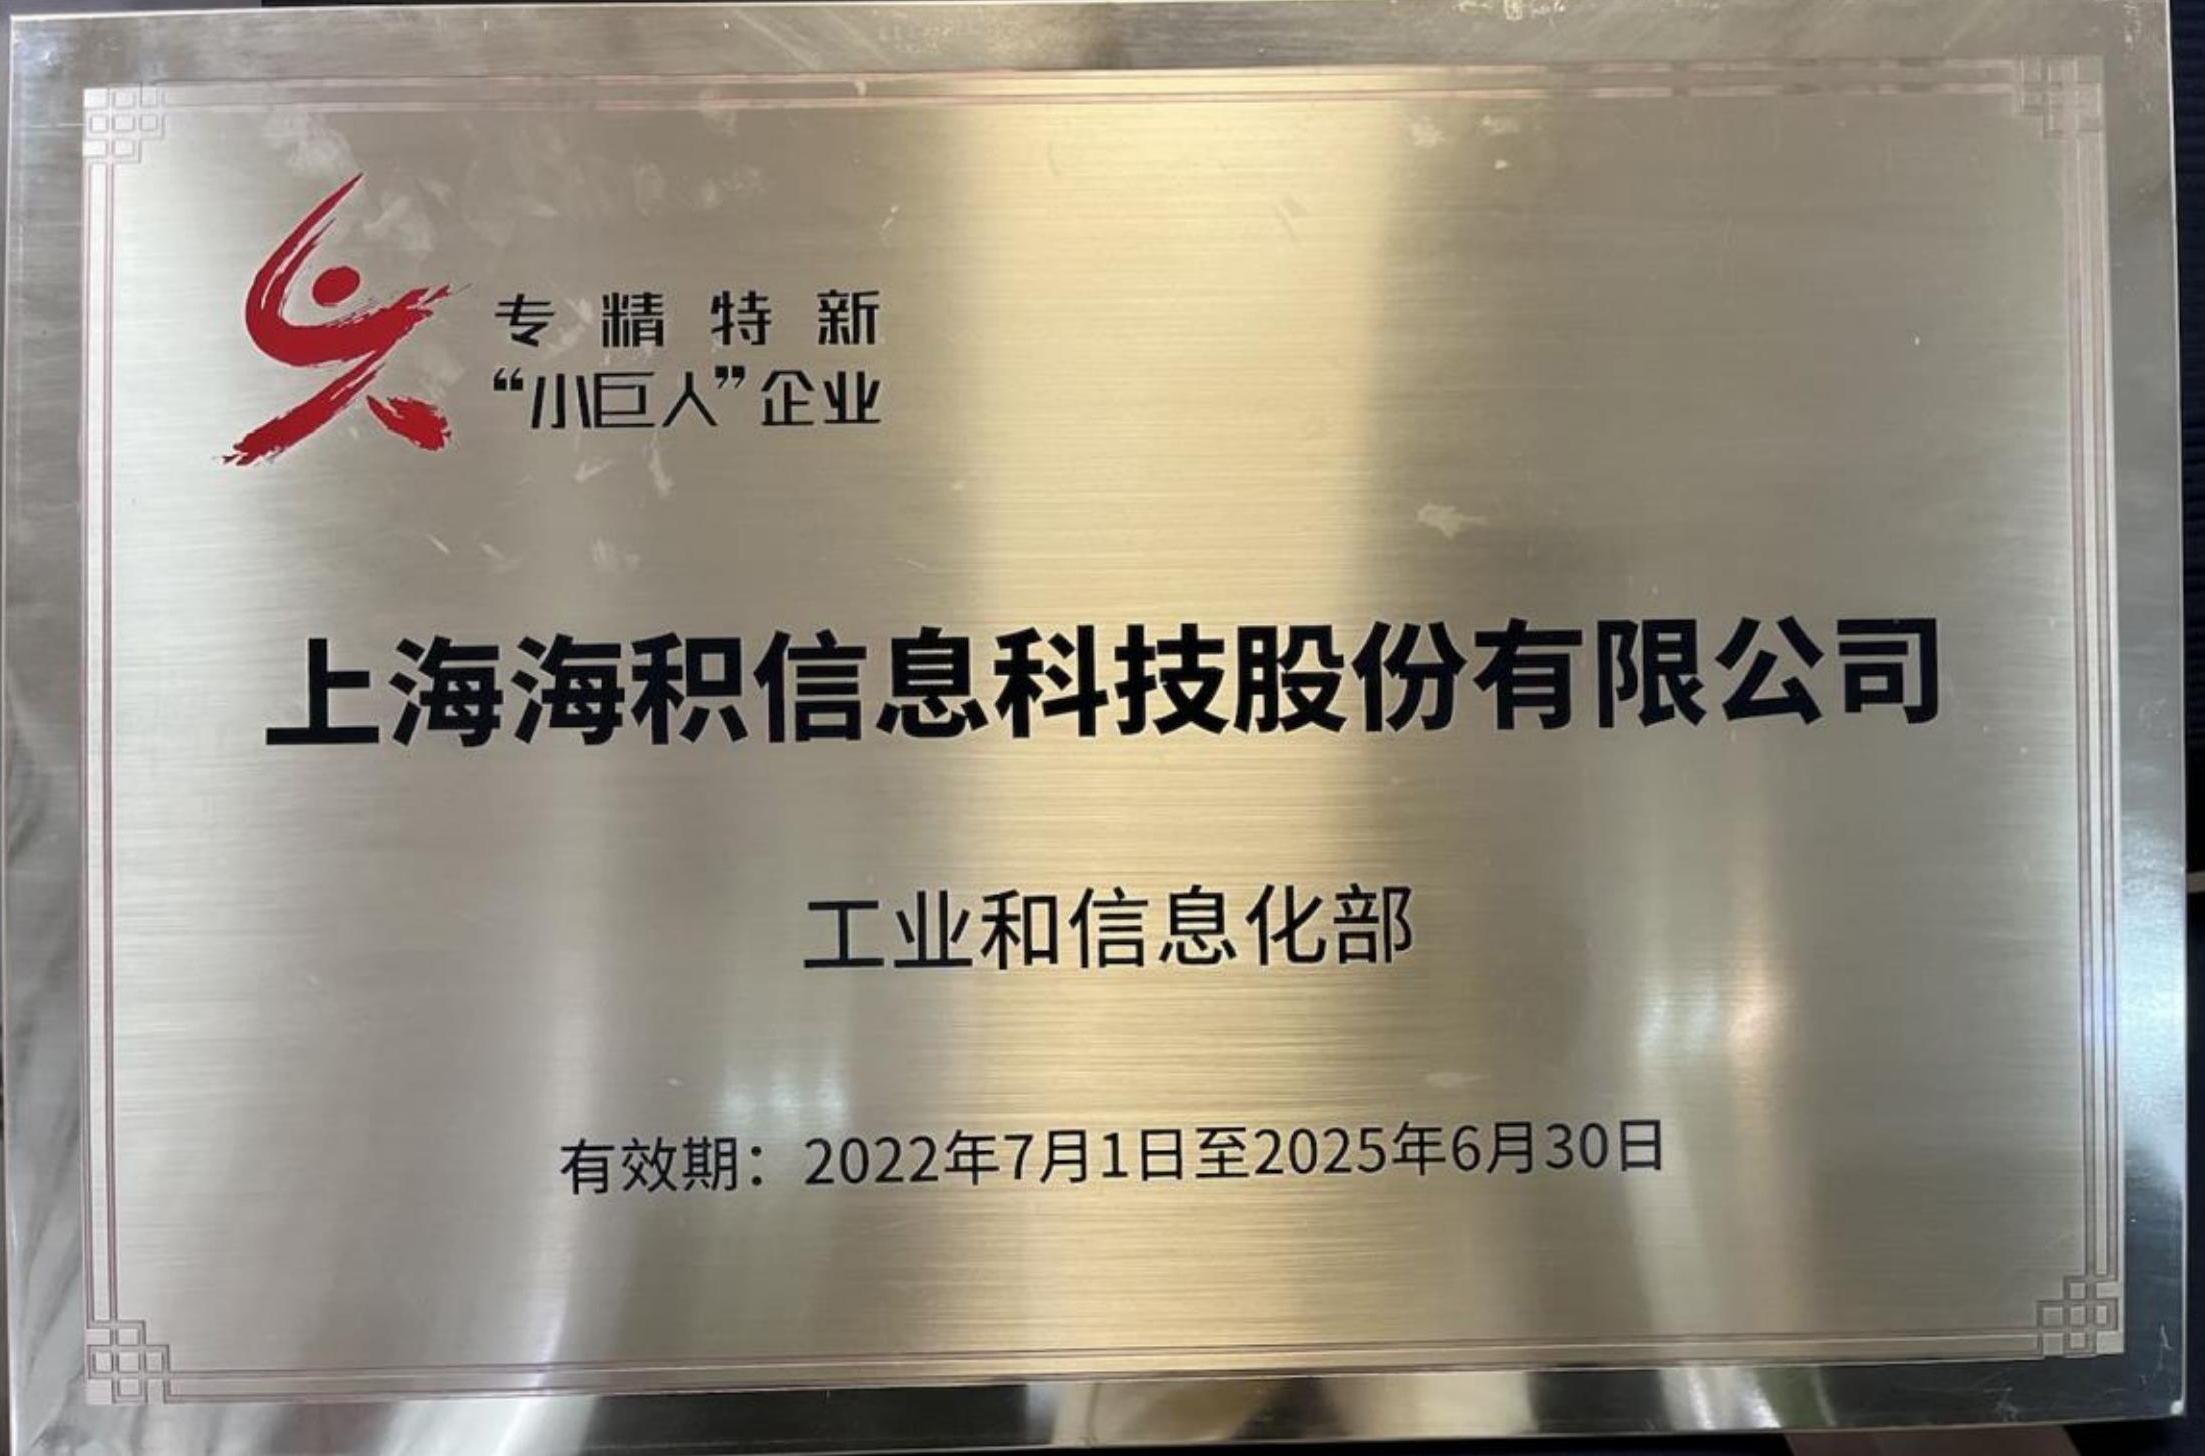 专精特新
“小巨人”企业
上海海积信息科技股份有限公司
工业和信息化部
有效期：2022年7月1日至2025年6月30日